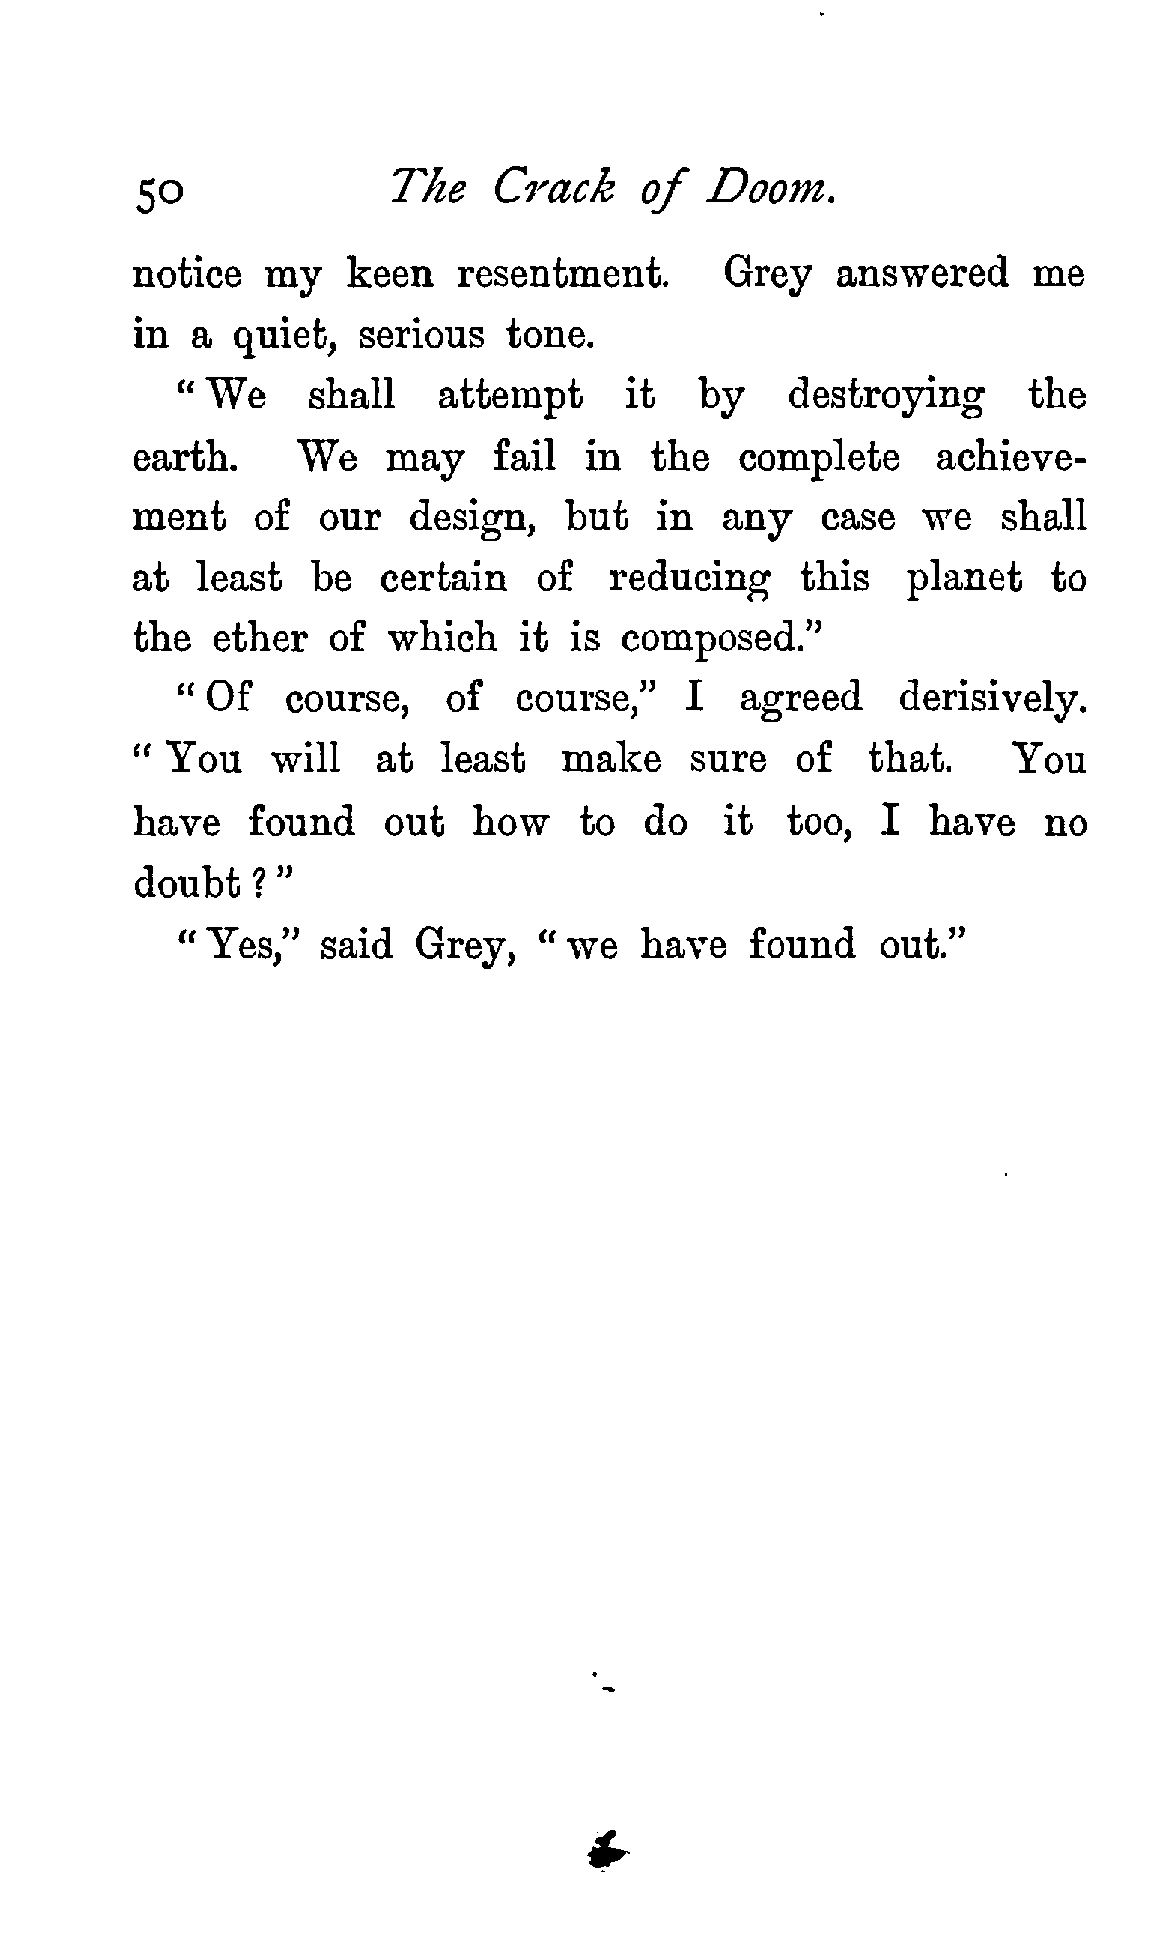 50 The Crack of Doom.
notice my keen resentment. Grey answered me
in a quiet, serious tone.
"We shall attempt it by destroying the
earth. We may fail in the complete achieve-
ment of our design, but in any case we shall
at least be certain of reducing this planet to
the ether of which it is composed."
"Of course, of course," I agreed derisively.
"You will at least make sure of that. You
have found out how to do it too, I have no
doubt?"
"Yes," said Grey, "we have found out."